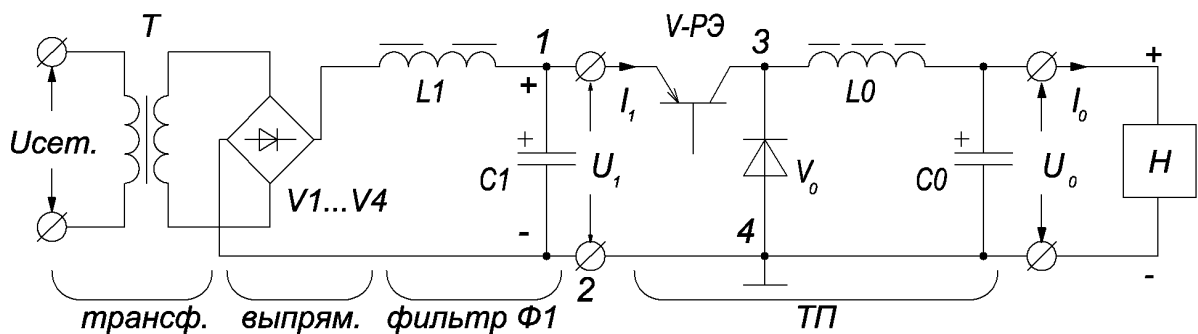 T
V-РЭ
1
3
+
L1
+
I₁
L0
I₀
+
Uсет.
+
C1
U₁
V₀
+
C0
U₀
H
V1...V4
-
2
4
-
трансф.
выпрям.
фильтр Ф1
ТП